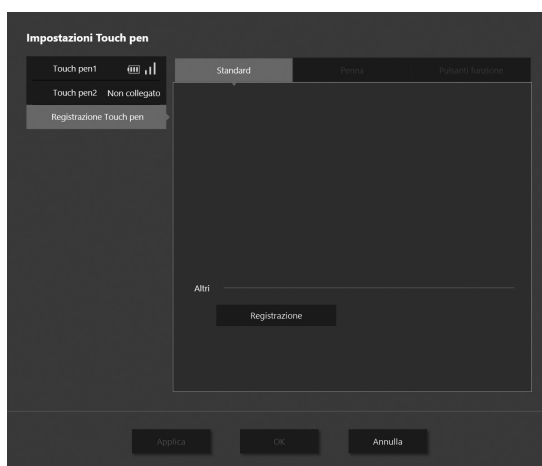 Impostazioni Touch pen
Touch pen1
Touch pen2 Non collegato
Registrazione Touch pen
Standard Penna Pulsanti funzione
Altri
Registrazione
Applica OK Annulla